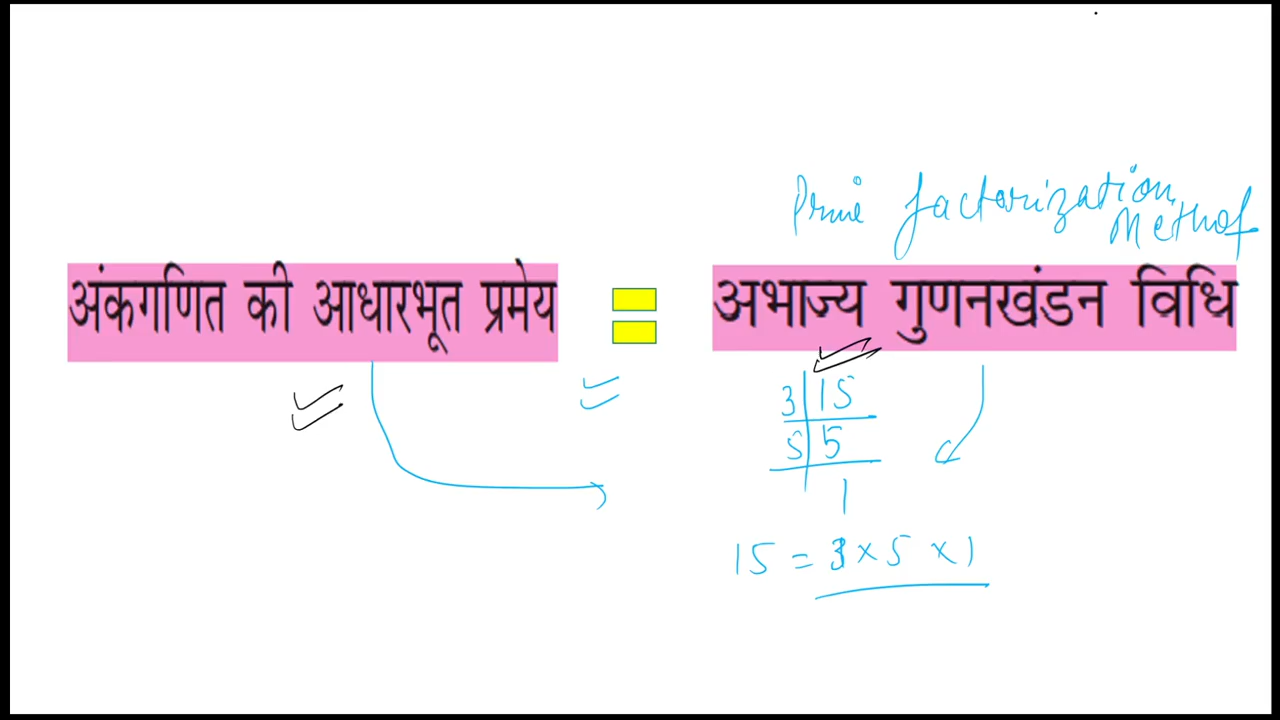 Prime factorization
Method
अंकगणित की आधारभूत प्रमेय = अभाज्य गुणनखंडन विधि
3 | 15
5 | 5
1
15 = 3 × 5 × 1